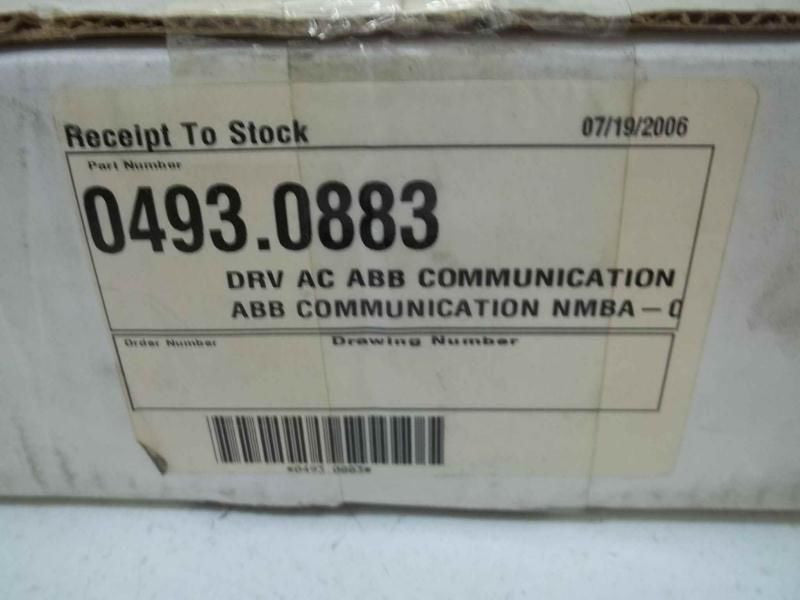 Receipt To Stock 07/19/2006
Part Number
0493.0883
DRV AC ABB COMMUNICATION
ABB COMMUNICATION NMBA-0
Order Number Drawing Number
*0493.0883*